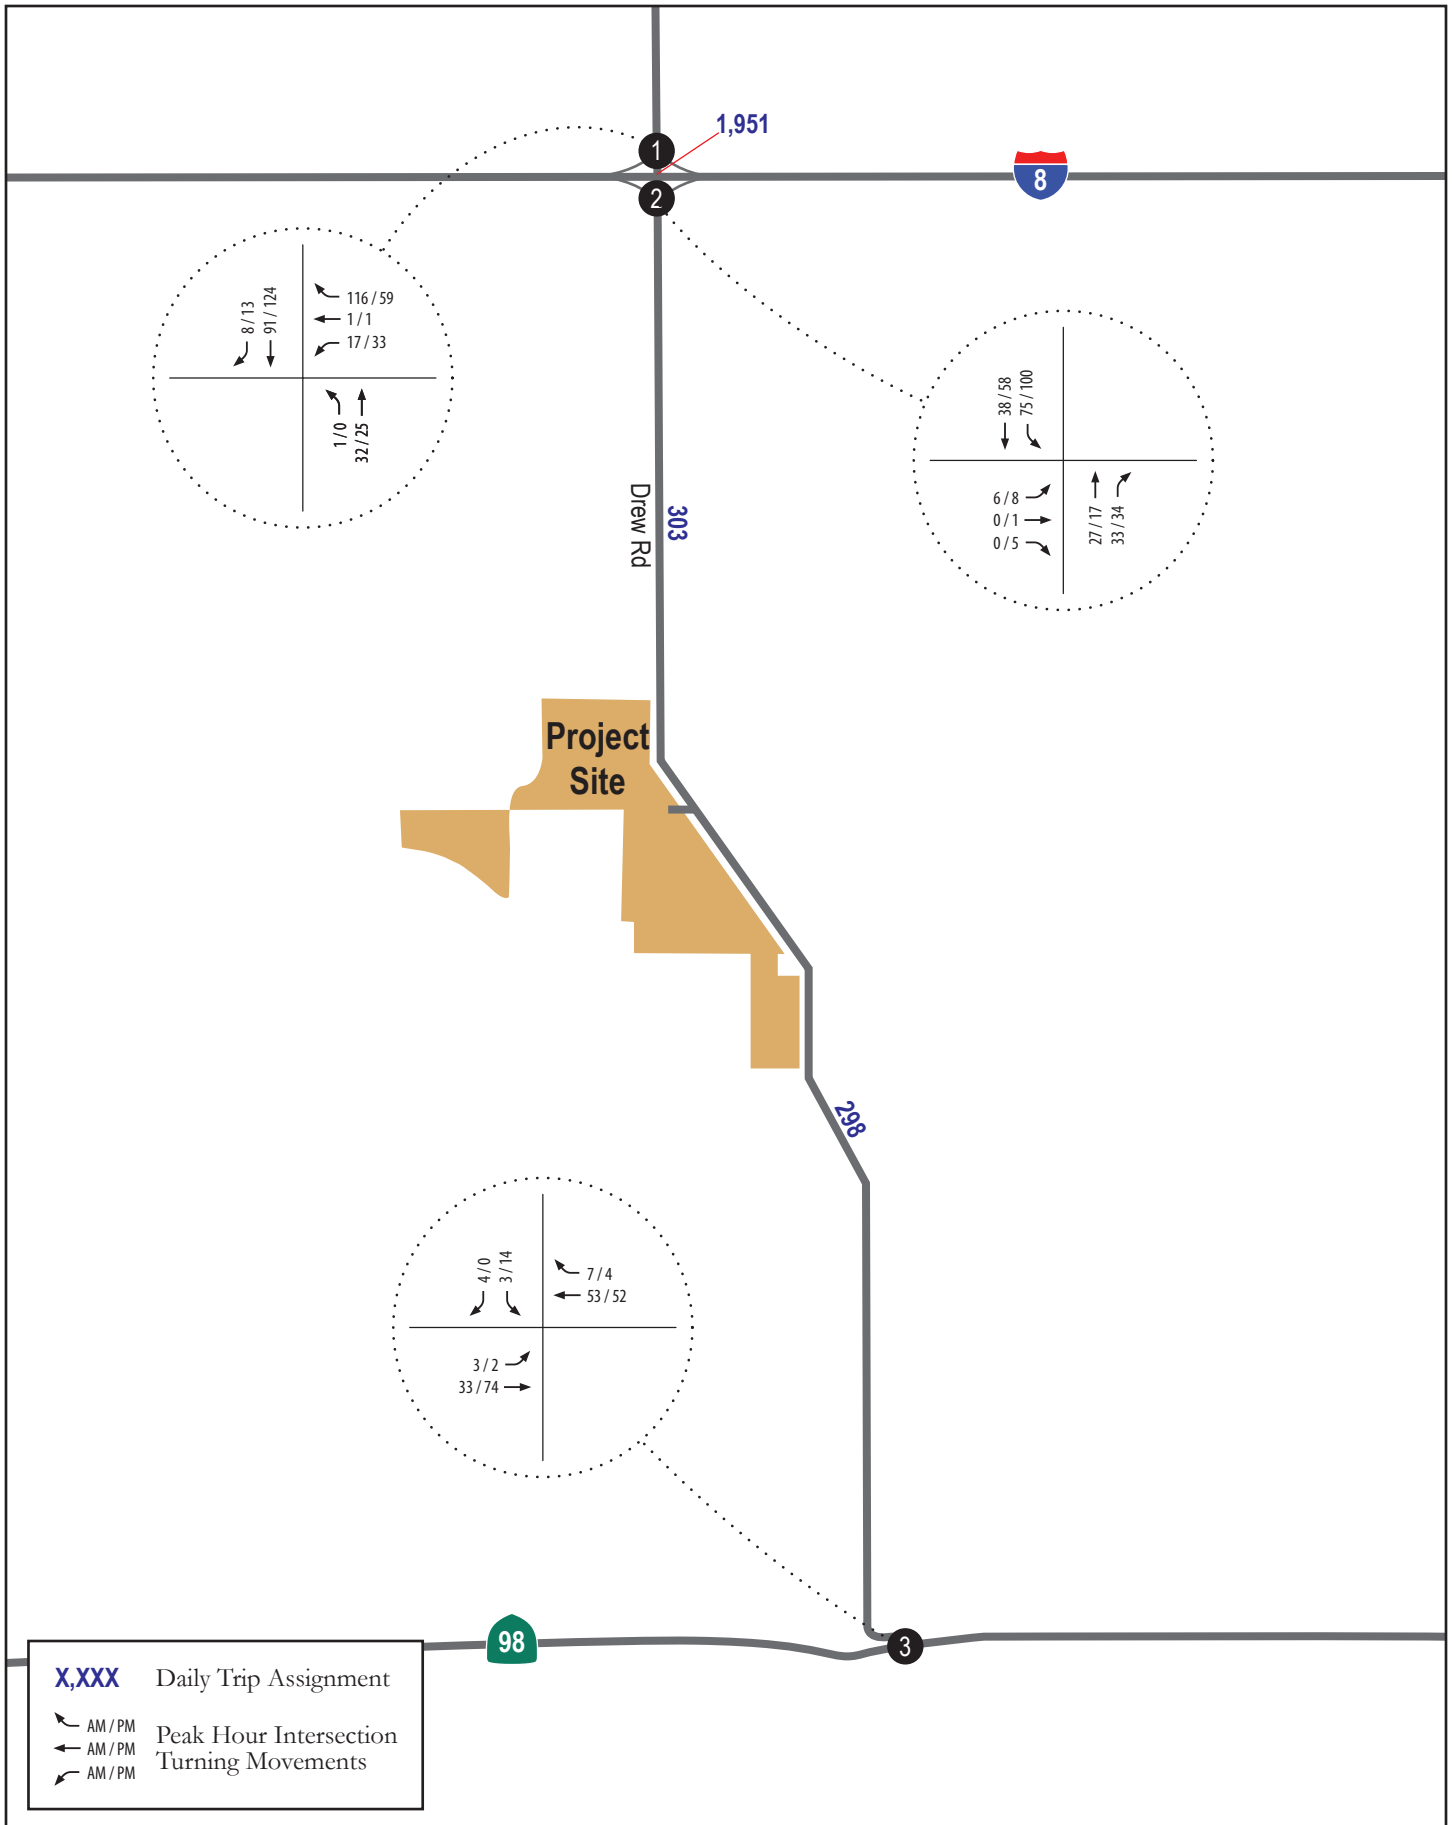 1,951
1
8
2
8 / 13
91 / 124
116 / 59
1 / 1
17 / 33
1 / 0
32 / 25
38 / 58
75 / 100
6 / 8
0 / 1
0 / 5
27 / 17
33 / 34
Drew Rd
303
Project
Site
298
4 / 0
3 / 14
7 / 4
53 / 52
3 / 2
33 / 74
98
3
X,XXX Daily Trip Assignment
AM / PM
AM / PM
AM / PM
Peak Hour Intersection
Turning Movements